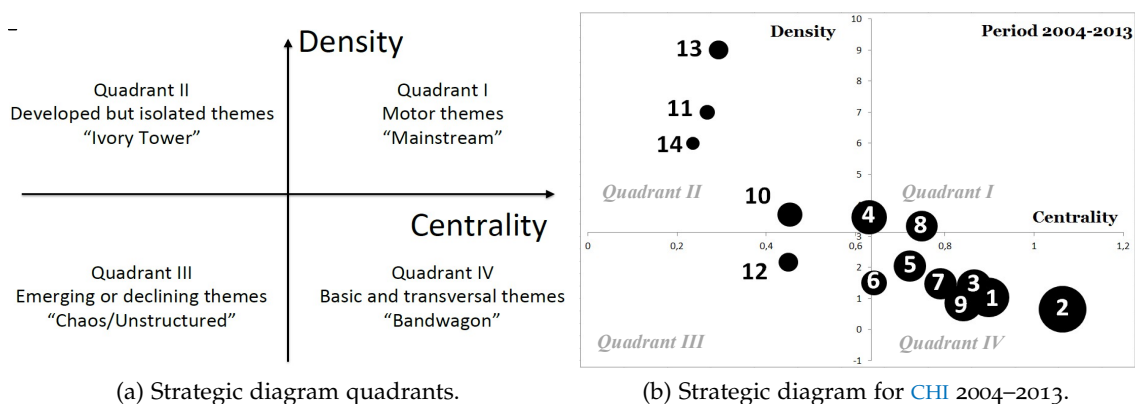 Density
Quadrant II
Developed but isolated themes
“Ivory Tower”
Quadrant I
Motor themes
“Mainstream”
Centrality
Quadrant III
Emerging or declining themes
“Chaos/Unstructured”
Quadrant IV
Basic and transversal themes
“Bandwagon”
(a) Strategic diagram quadrants.
Density
Period 2004-2013
10
9
8
7
6
5
4
3
2
1
0
-1
13
11
14
Quadrant II
Quadrant I
10
4
8
Centrality
0
0,2
0,4
0,6
0,8
1
1,2
12
5
6
7
3
9
1
2
Quadrant III
Quadrant IV
(b) Strategic diagram for CHI 2004–2013.